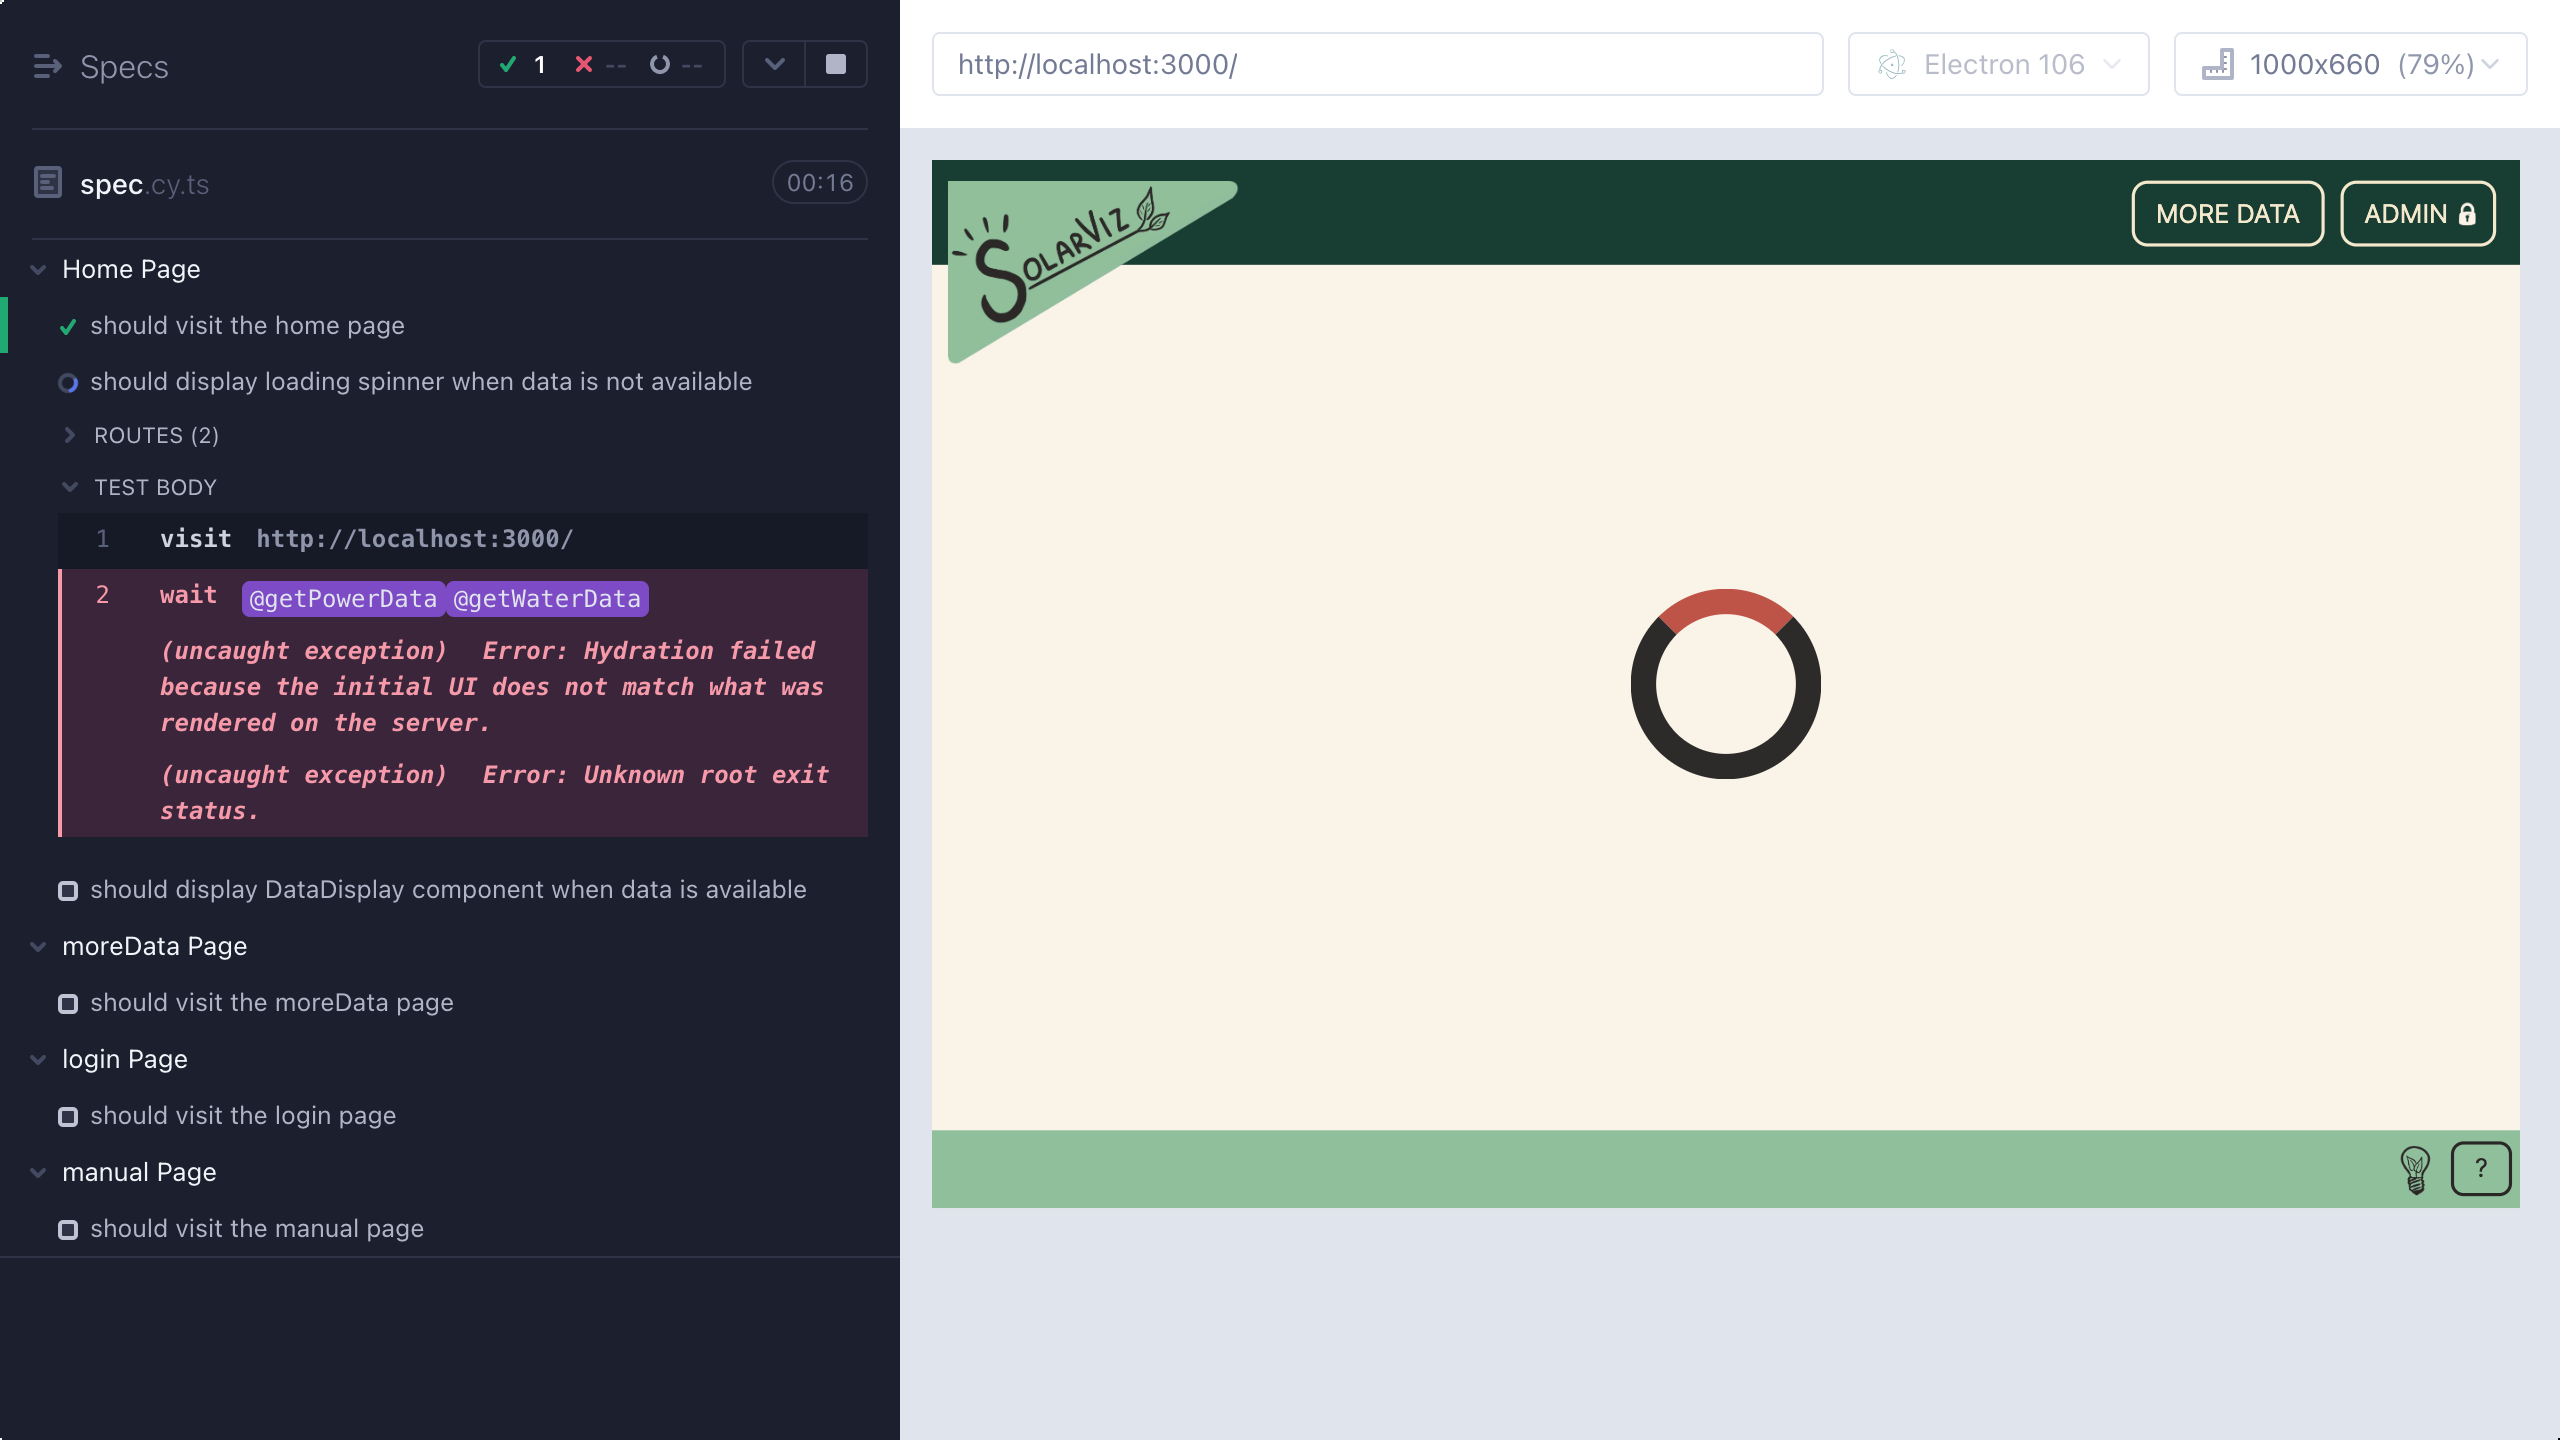 Specs
1
--
--
spec.cy.ts
00:16
Home Page
should visit the home page
should display loading spinner when data is not available
ROUTES (2)
TEST BODY
1 visit http://localhost:3000/
2 wait @getPowerData @getWaterData
(uncaught exception) Error: Hydration failed
because the initial UI does not match what was
rendered on the server.
(uncaught exception) Error: Unknown root exit
status.
should display DataDisplay component when data is available
moreData Page
should visit the moreData page
login Page
should visit the login page
manual Page
should visit the manual page
http://localhost:3000/
Electron 106
1000x660 (79%)
SOLARVIZ
MORE DATA
ADMIN
?